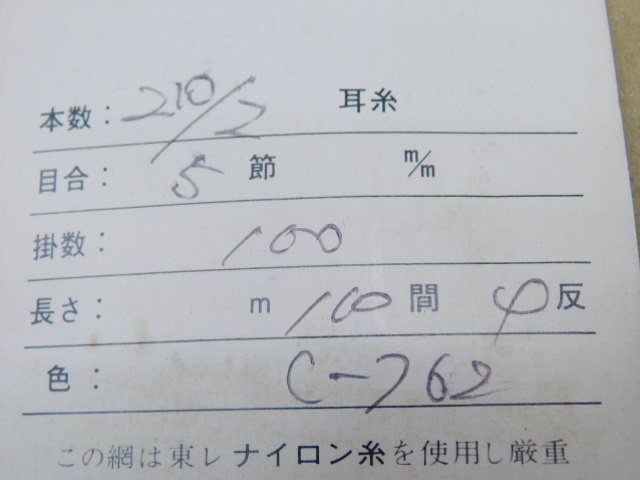 本数: 210/2 耳糸
目合: 5 節 m/m
掛数: 100
長さ: m 100 間 4 反
色: C-762
この網は東レナイロン糸を使用し厳重